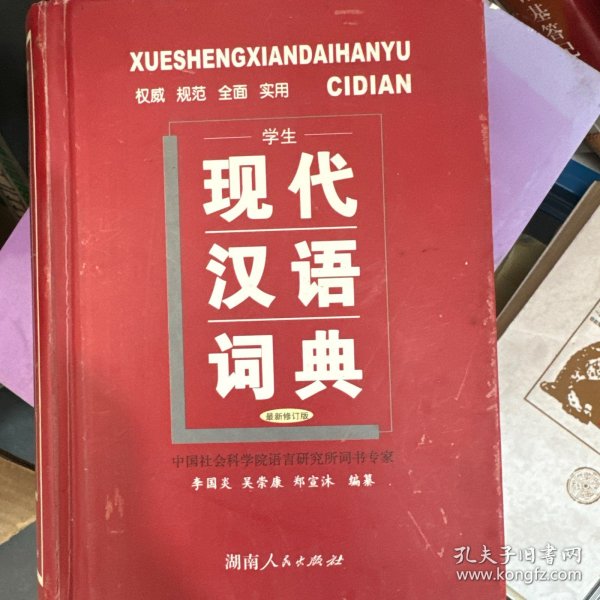 XUESHENGXIANDAIHANYU
CIDIAN
权威 规范 全面 实用
学生
现代
汉语
词典
最新修订版
中国社会科学院语言研究所词书专家
李国炎 吴崇康 郑宣沐 编纂
湖南人民出版社
孔夫子旧书网
www.kongfz.com